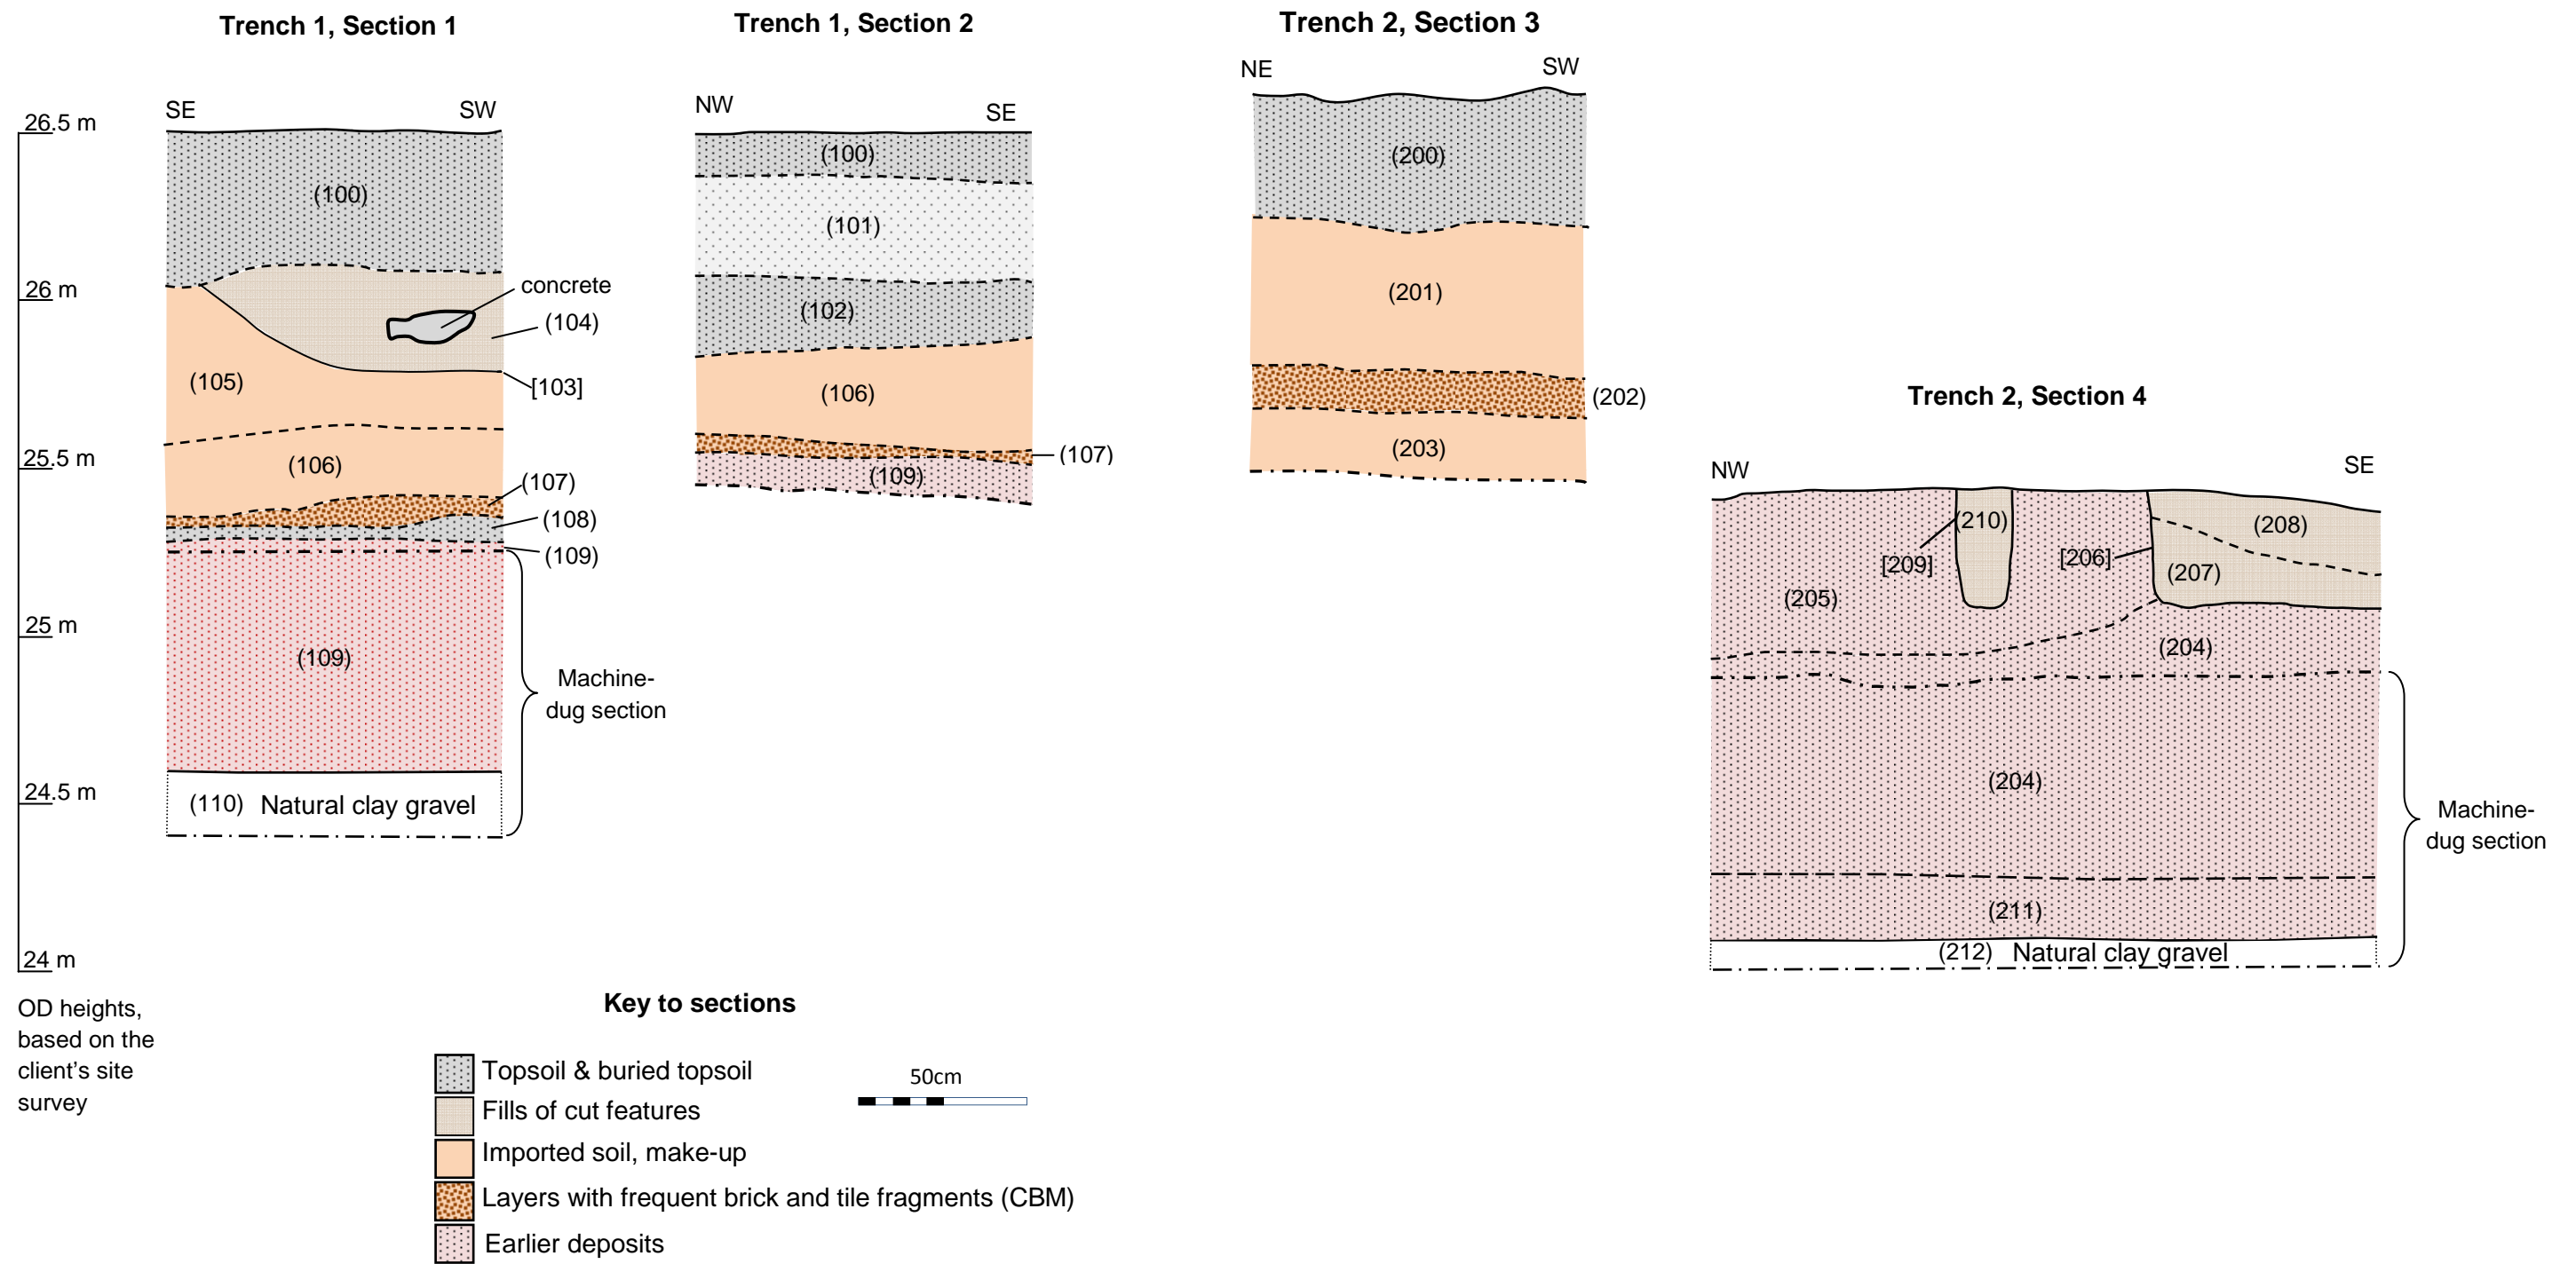 Trench 1, Section 1
SE
SW
26.5 m
26 m
25.5 m
25 m
24.5 m
24 m
(100)
concrete
(104)
[103]
(105)
(106)
(107)
(108)
(109)
(109)
Machine-
dug section
(110) Natural clay gravel
OD heights,
based on the
client’s site
survey
Trench 1, Section 2
NW
SE
(100)
(101)
(102)
(106)
(107)
(109)
Trench 2, Section 3
NE
SW
(200)
(201)
(202)
(203)
Trench 2, Section 4
NW
SE
(210)
(208)
[209]
[206]
(207)
(205)
(204)
(204)
Machine-
dug section
(211)
(212) Natural clay gravel
Key to sections
Topsoil & buried topsoil
Fills of cut features
Imported soil, make-up
Layers with frequent brick and tile fragments (CBM)
Earlier deposits
50cm